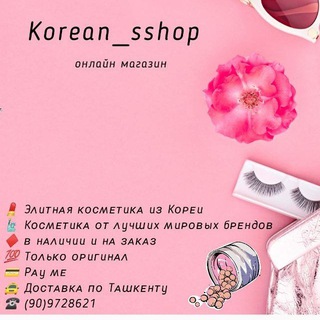 Korean_sshop
онлайн магазин
💄 Элитная косметика из Кореи
🧴 Косметика от лучших мировых брендов
♦️ в наличии и на заказ
💯 Только оригинал
💳 Pay me
🚖 Доставка по Ташкенту
☎️ (90)9728621